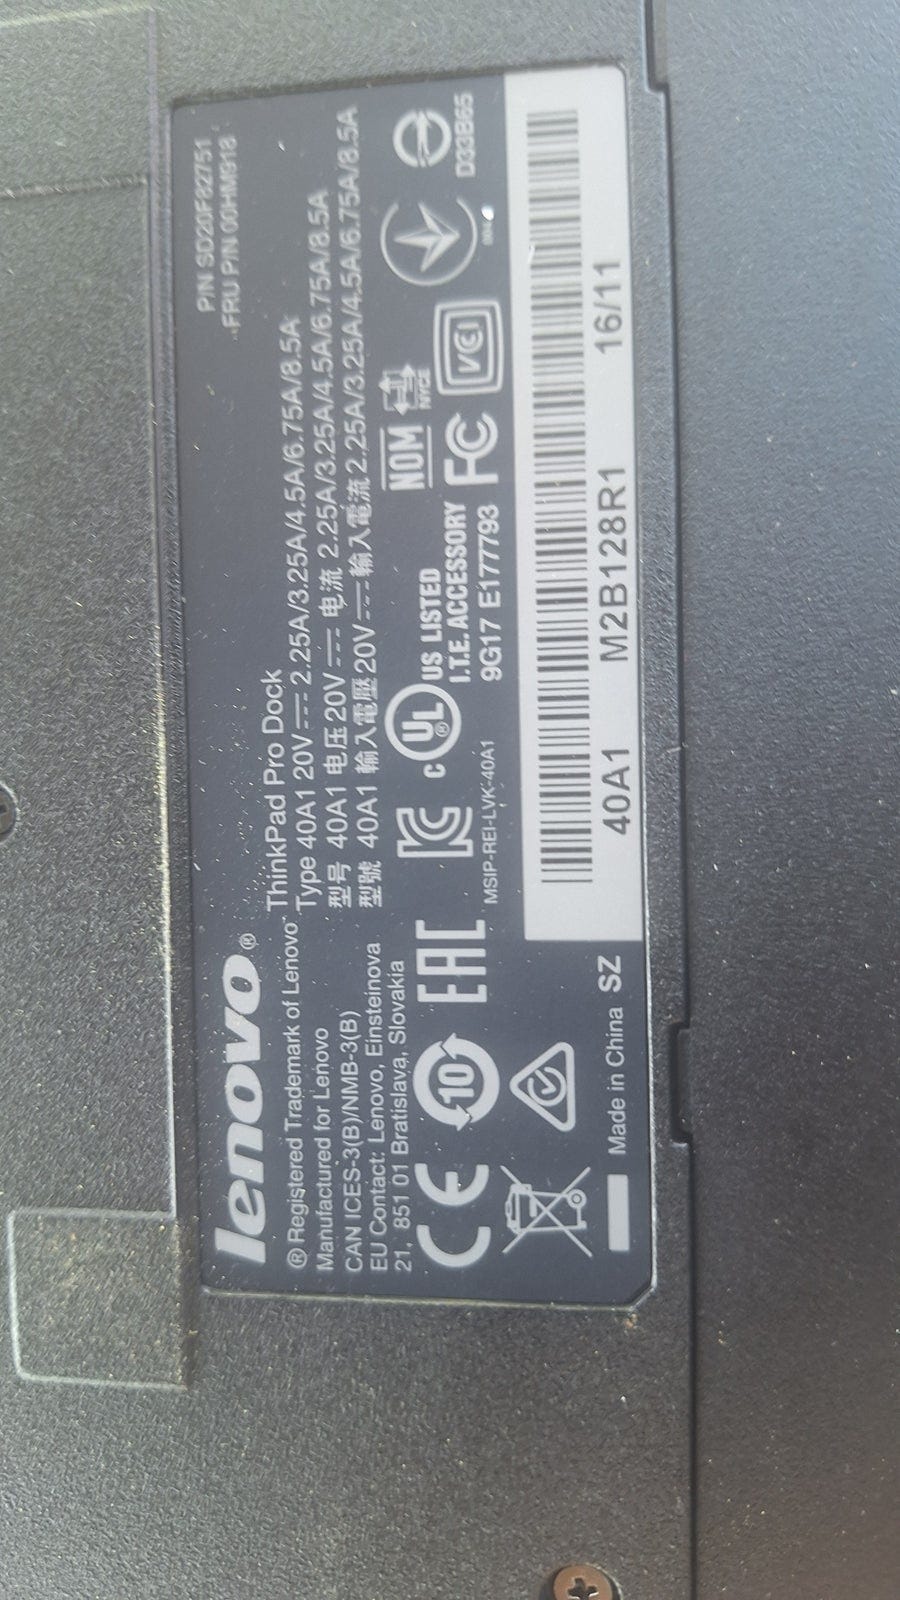 lenovo®
P/N SD20F82751
FRU P/N 00HM918
® Registered Trademark of Lenovo
Manufactured for Lenovo
CAN ICES-3(B)/NMB-3(B)
EU Contact: Lenovo, Einsteinova
21, 851 01 Bratislava, Slovakia
ThinkPad Pro Dock
Type 40A1 20V 2.25A/3.25A/4.5A/6.75A/8.5A
型号 40A1 电压 20V 电流 2.25A/3.25A/4.5A/6.75A/8.5A
型號 40A1 輸入電壓 20V 輸入電流 2.25A/3.25A/4.5A/6.75A/8.5A
CE
10
EAC
MSIP-REI-LVK-40A1
c UL® US LISTED
I.T.E. ACCESSORY
9G17 E177793
NOM
NYCE
FC
VCI
D33B65
Made in China SZ
40A1 M2B128R1 16/11